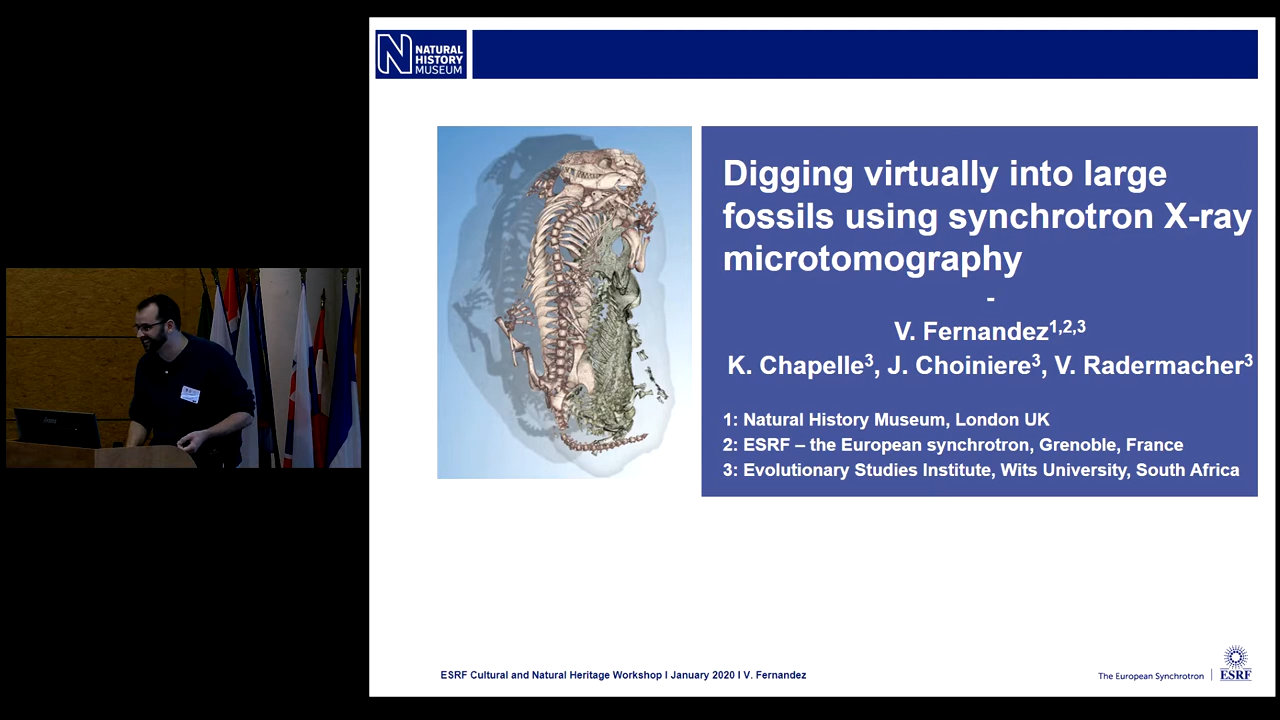 NATURAL
HISTORY
MUSEUM
Digging virtually into large
fossils using synchrotron X-ray
microtomography
-
V. Fernandez1,2,3
K. Chapelle3, J. Choiniere3, V. Radermacher3
1: Natural History Museum, London UK
2: ESRF – the European synchrotron, Grenoble, France
3: Evolutionary Studies Institute, Wits University, South Africa
ESRF Cultural and Natural Heritage Workshop I January 2020 I V. Fernandez
The European Synchrotron
ESRF